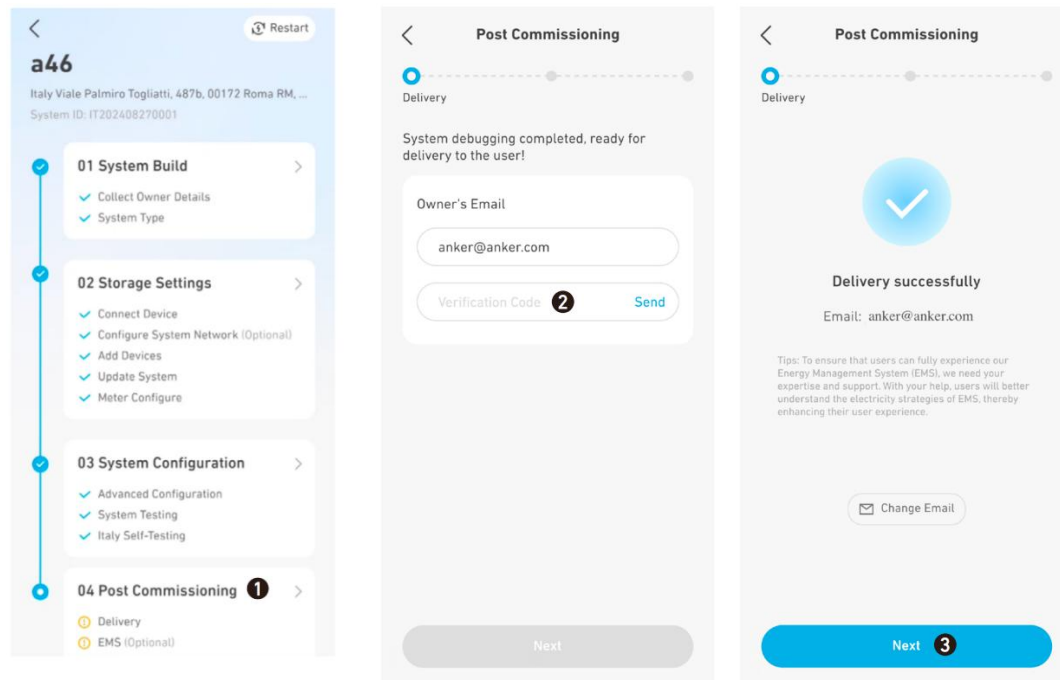 Restart
a46
Italy Viale Palmiro Togliatti, 487b, 00172 Roma RM, ...
System ID: IT202408270001
01 System Build
Collect Owner Details
System Type
02 Storage Settings
Connect Device
Configure System Network (Optional)
Add Devices
Update System
Meter Configure
03 System Configuration
Advanced Configuration
System Testing
Italy Self-Testing
04 Post Commissioning 1
Delivery
EMS (Optional)
Post Commissioning
Delivery
System debugging completed, ready for
delivery to the user!
Owner's Email
anker@anker.com
Verification Code 2 Send
Next
Post Commissioning
Delivery
Delivery successfully
Email: anker@anker.com
Tips: To ensure that users can fully experience our
Energy Management System (EMS), we need your
expertise and support. With your help, users will better
understand the electricity strategies of EMS, thereby
enhancing their user experience.
Change Email
Next 3